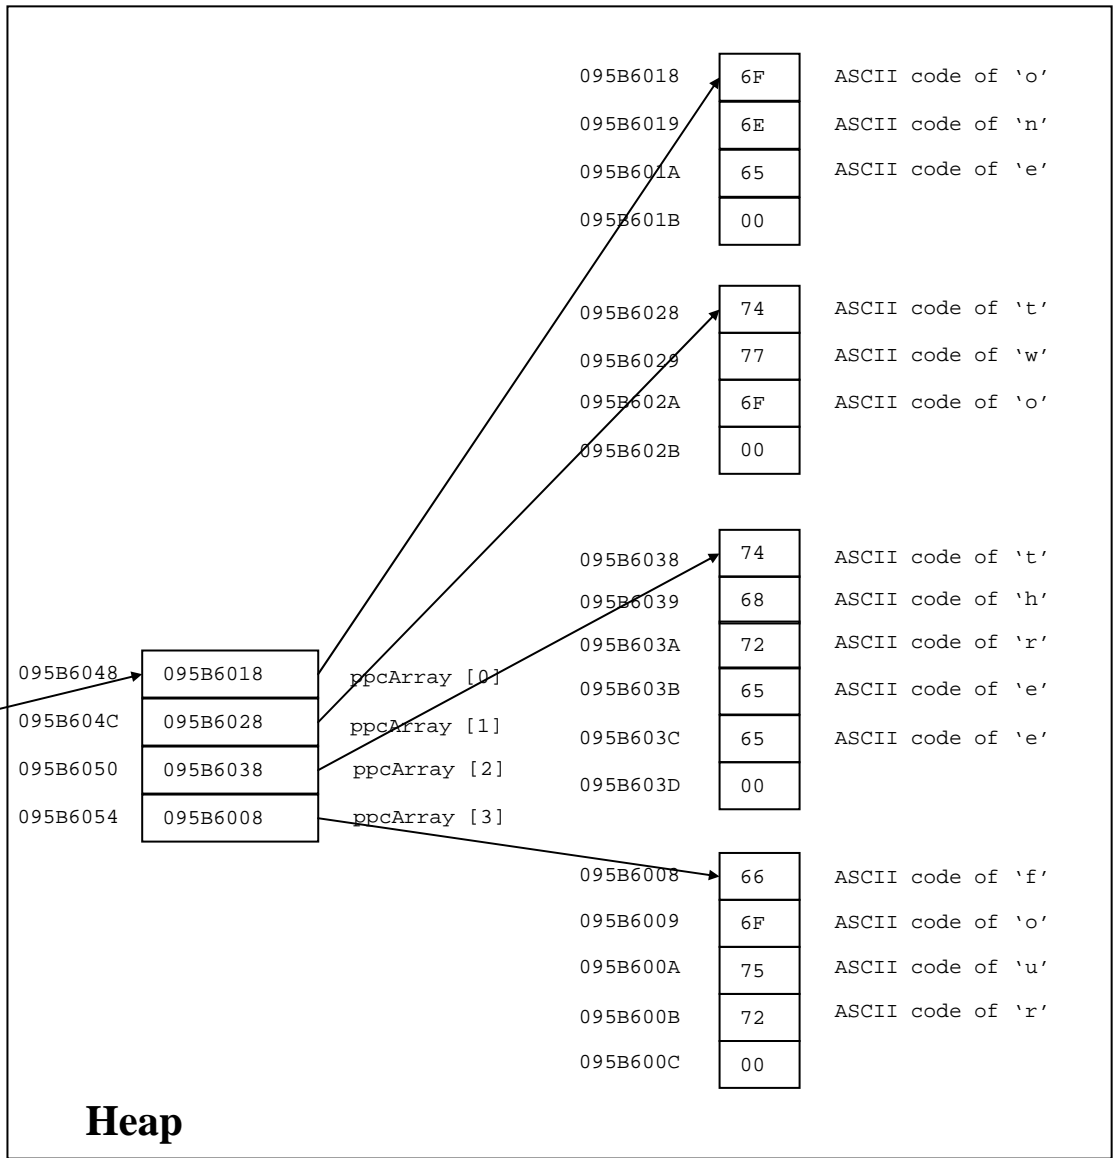 095B6018 6F ASCII code of ‘o’
095B6019 6E ASCII code of ‘n’
095B601A 65 ASCII code of ‘e’
095B601B 00
095B6028 74 ASCII code of ‘t’
095B6029 77 ASCII code of ‘w’
095B602A 6F ASCII code of ‘o’
095B602B 00
095B6038 74 ASCII code of ‘t’
095B6039 68 ASCII code of ‘h’
095B603A 72 ASCII code of ‘r’
095B603B 65 ASCII code of ‘e’
095B603C 65 ASCII code of ‘e’
095B603D 00
095B6048 095B6018 ppcArray [0]
095B604C 095B6028 ppcArray [1]
095B6050 095B6038 ppcArray [2]
095B6054 095B6008 ppcArray [3]
095B6008 66 ASCII code of ‘f’
095B6009 6F ASCII code of ‘o’
095B600A 75 ASCII code of ‘u’
095B600B 72 ASCII code of ‘r’
095B600C 00
Heap